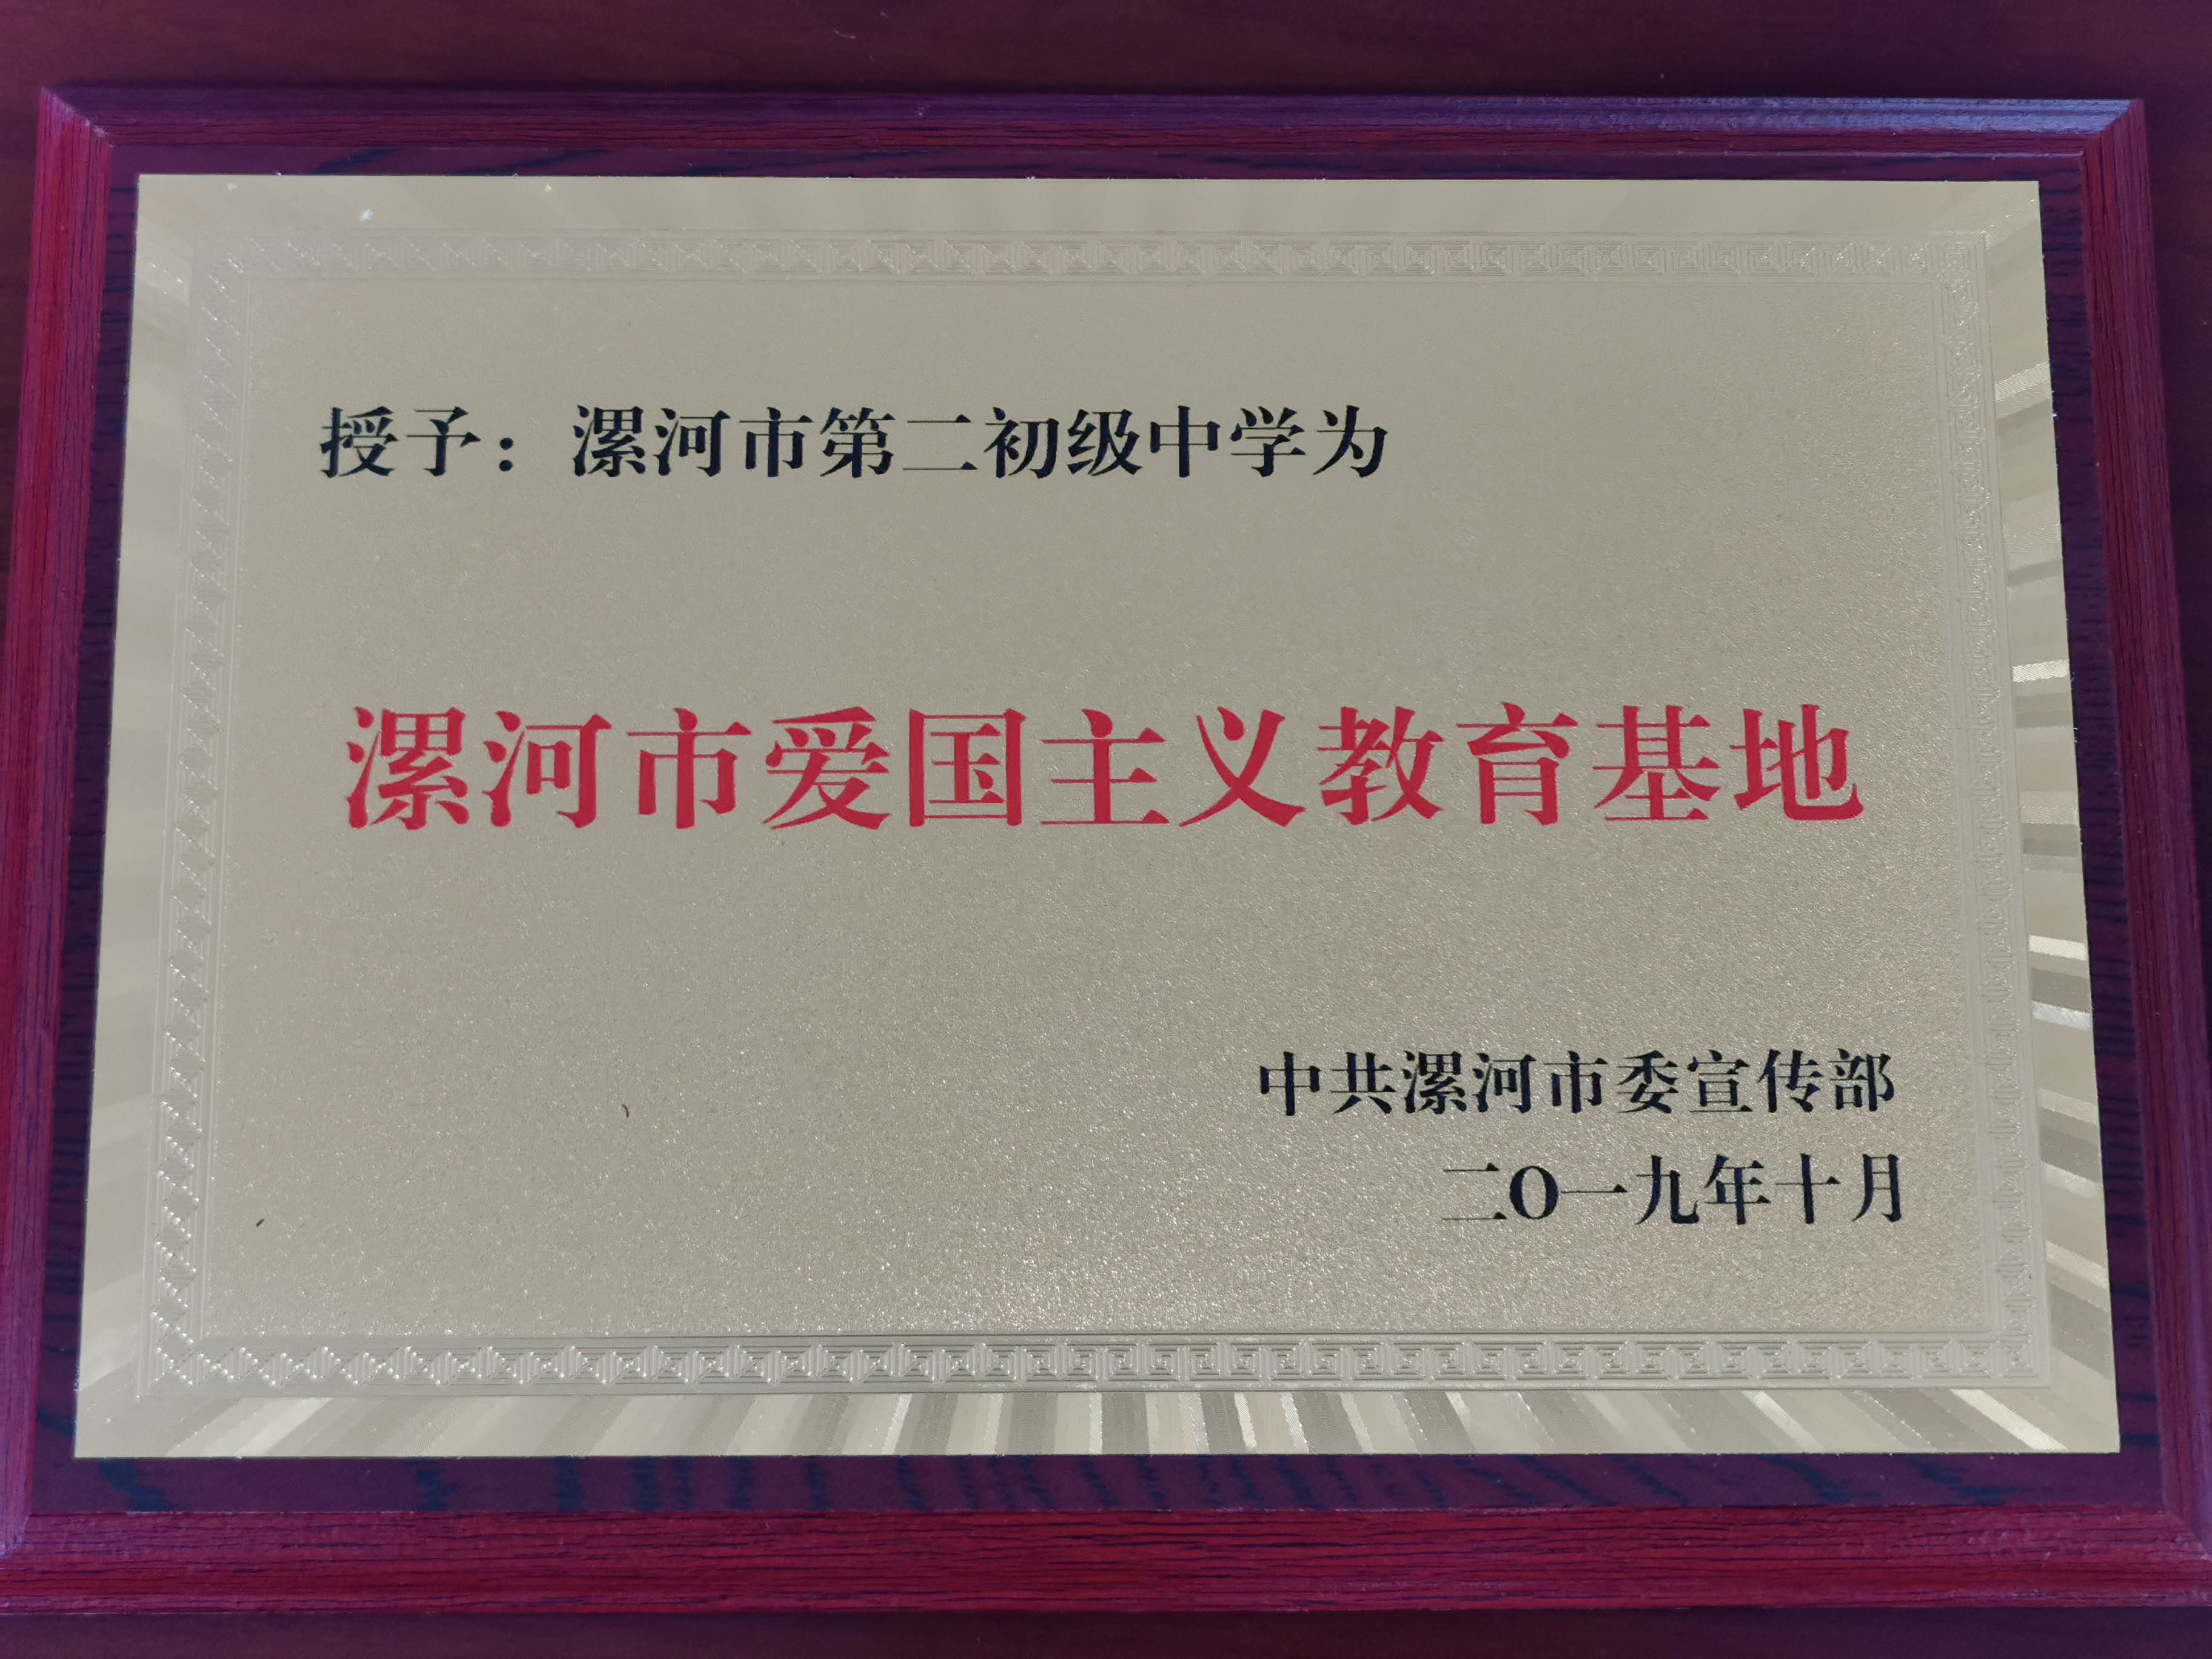 授予：漯河市第二初级中学为
漯河市爱国主义教育基地
中共漯河市委宣传部
二O一九年十月